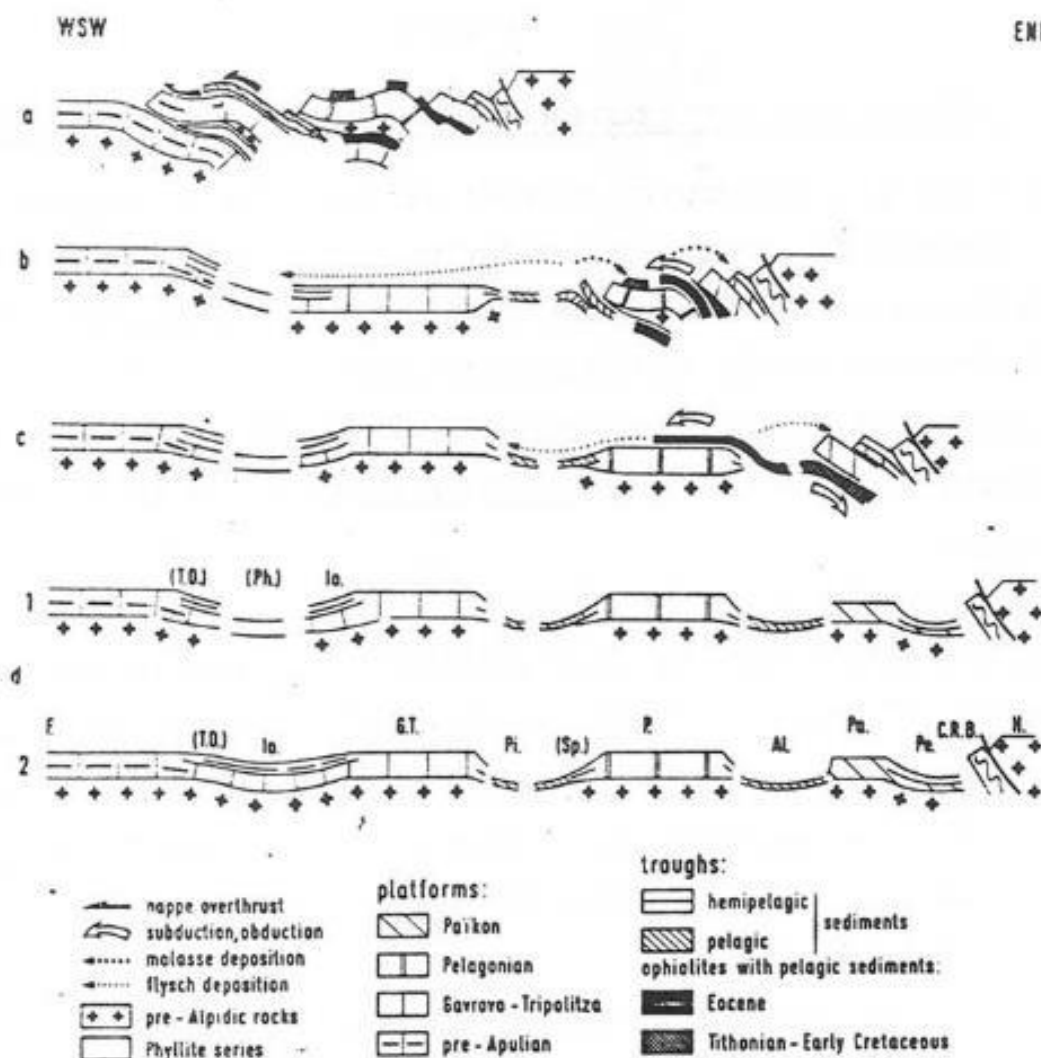 WSW
a
b
c
(T.O.) (Ph.) Io.
1
d
(T.O.) Io. G.T. Pi. (Sp.) P. Al. Pa. Pe. C.R.B. H.
2
nappe overthrust
subduction, obduction
molasse deposition
flysch deposition
pre-Alpidic rocks
Phyllite series
platforms:
Païkon
Pelagonian
Gavrovo-Tripolitza
pre-Apulian
troughs:
hemipelagic
sediments
pelagic
ophiolites with pelagic sediments:
Eocene
Tithonian-Early Cretaceous